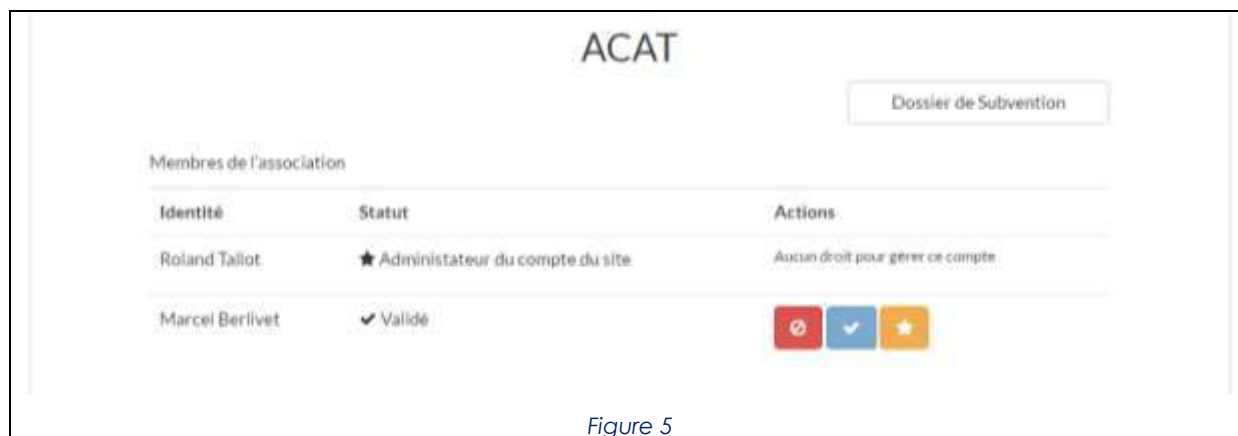 ACAT
Dossier de Subvention
Membres de l'association
Identité Statut Actions
Roland Tallot Administateur du compte du site Aucun droit pour gérer ce compte
Marcel Berlivet Validé
Figure 5